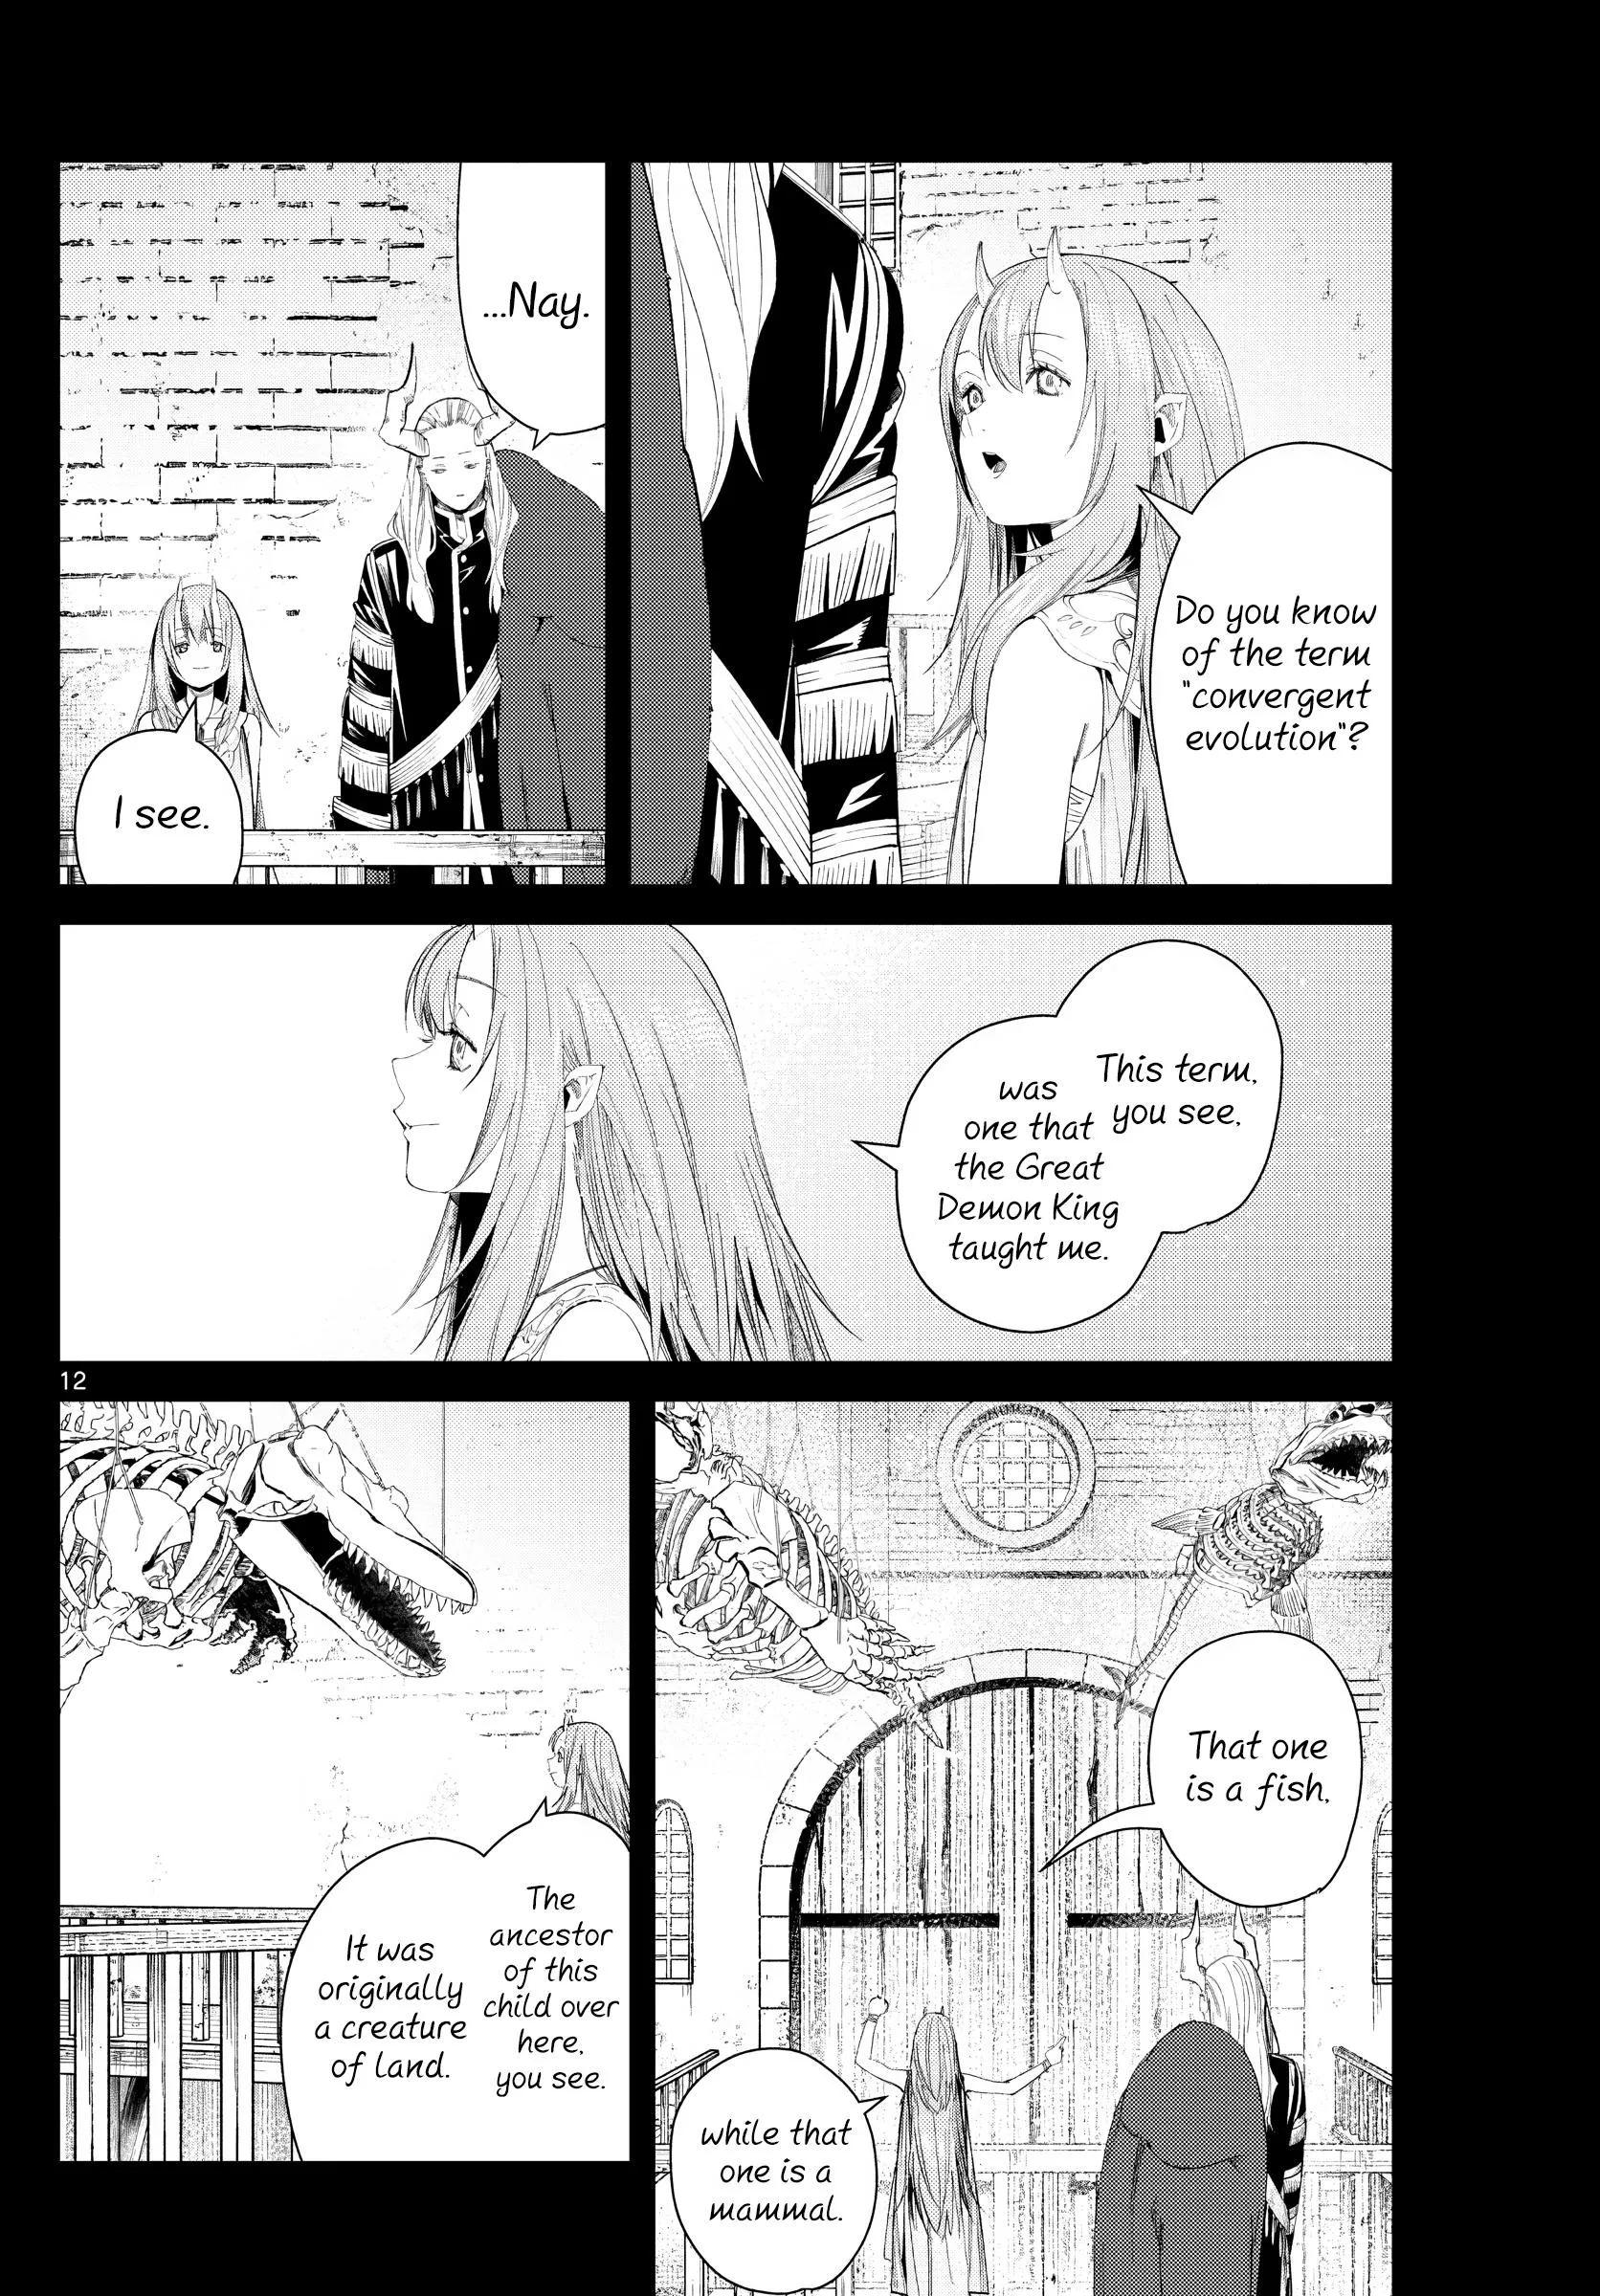 Do you know
of the term
"convergent
evolution"?
...Nay.
I see.
This term,
you see,
was
one that
the Great
Demon King
taught me.
12
That one
is a fish,
while that
one is a
mammal.
The
ancestor
of this
child over
here,
you see.
It was
originally
a creature
of land.